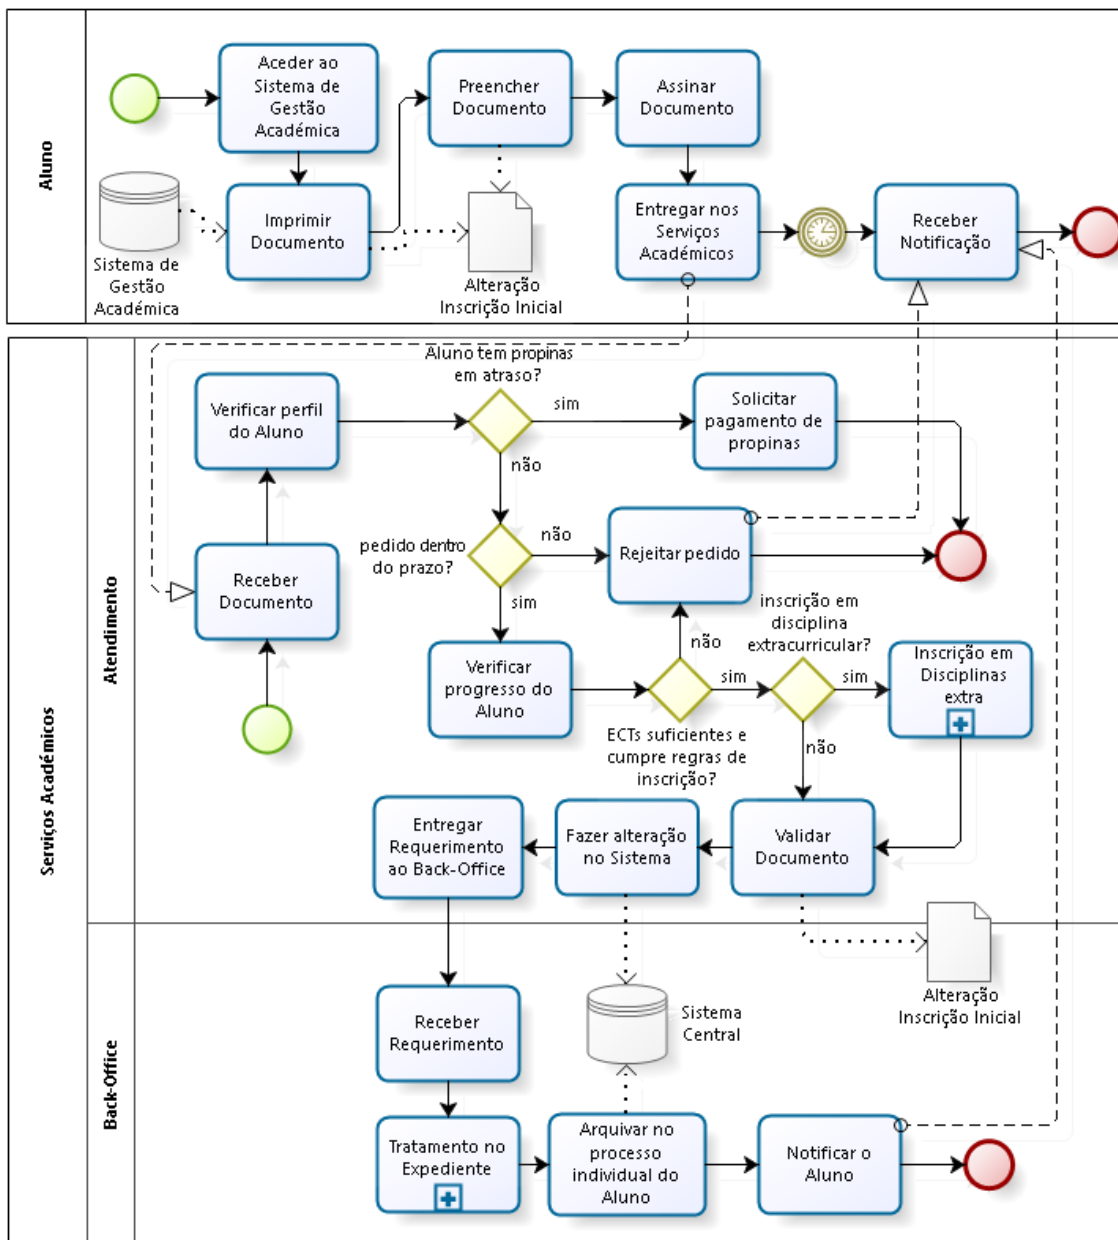 Aluno
Aceder ao
Sistema de
Gestão
Académica
Preencher
Documento
Assinar
Documento
Imprimir
Documento
Entregar nos
Serviços
Académicos
Receber
Notificação
Sistema de
Gestão
Académica
Alteração
Inscrição Inicial
Serviços Académicos
Atendimento
Aluno tem propinas
em atraso?
Verificar perfil
do Aluno
sim
Solicitar
pagamento de
propinas
não
pedido dentro
do prazo?
não
Rejeitar pedido
Receber
Documento
sim
inscrição em
disciplina
extracurricular?
não
Verificar
progresso do
Aluno
sim
sim
Inscrição em
Disciplinas
extra
ECTs suficientes e
cumpre regras de
inscrição?
não
Entregar
Requerimento
ao Back-Office
Fazer alteração
no Sistema
Validar
Documento
Back-Office
Alteração
Inscrição Inicial
Receber
Requerimento
Sistema
Central
Tratamento no
Expediente
Arquivar no
processo
individual do
Aluno
Notificar o
Aluno